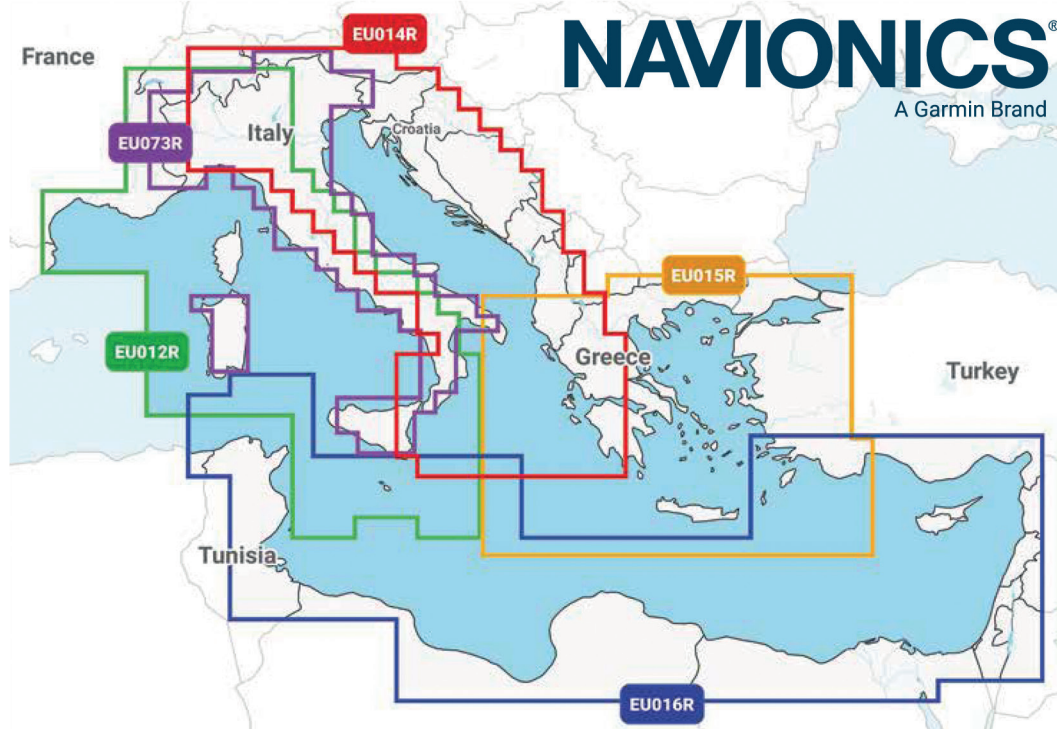 EU014R
NAVIONICS®
France
A Garmin Brand
Italy
Croatia
EU073R
EU015R
EU012R
Greece
Turkey
Tunisia
EU016R